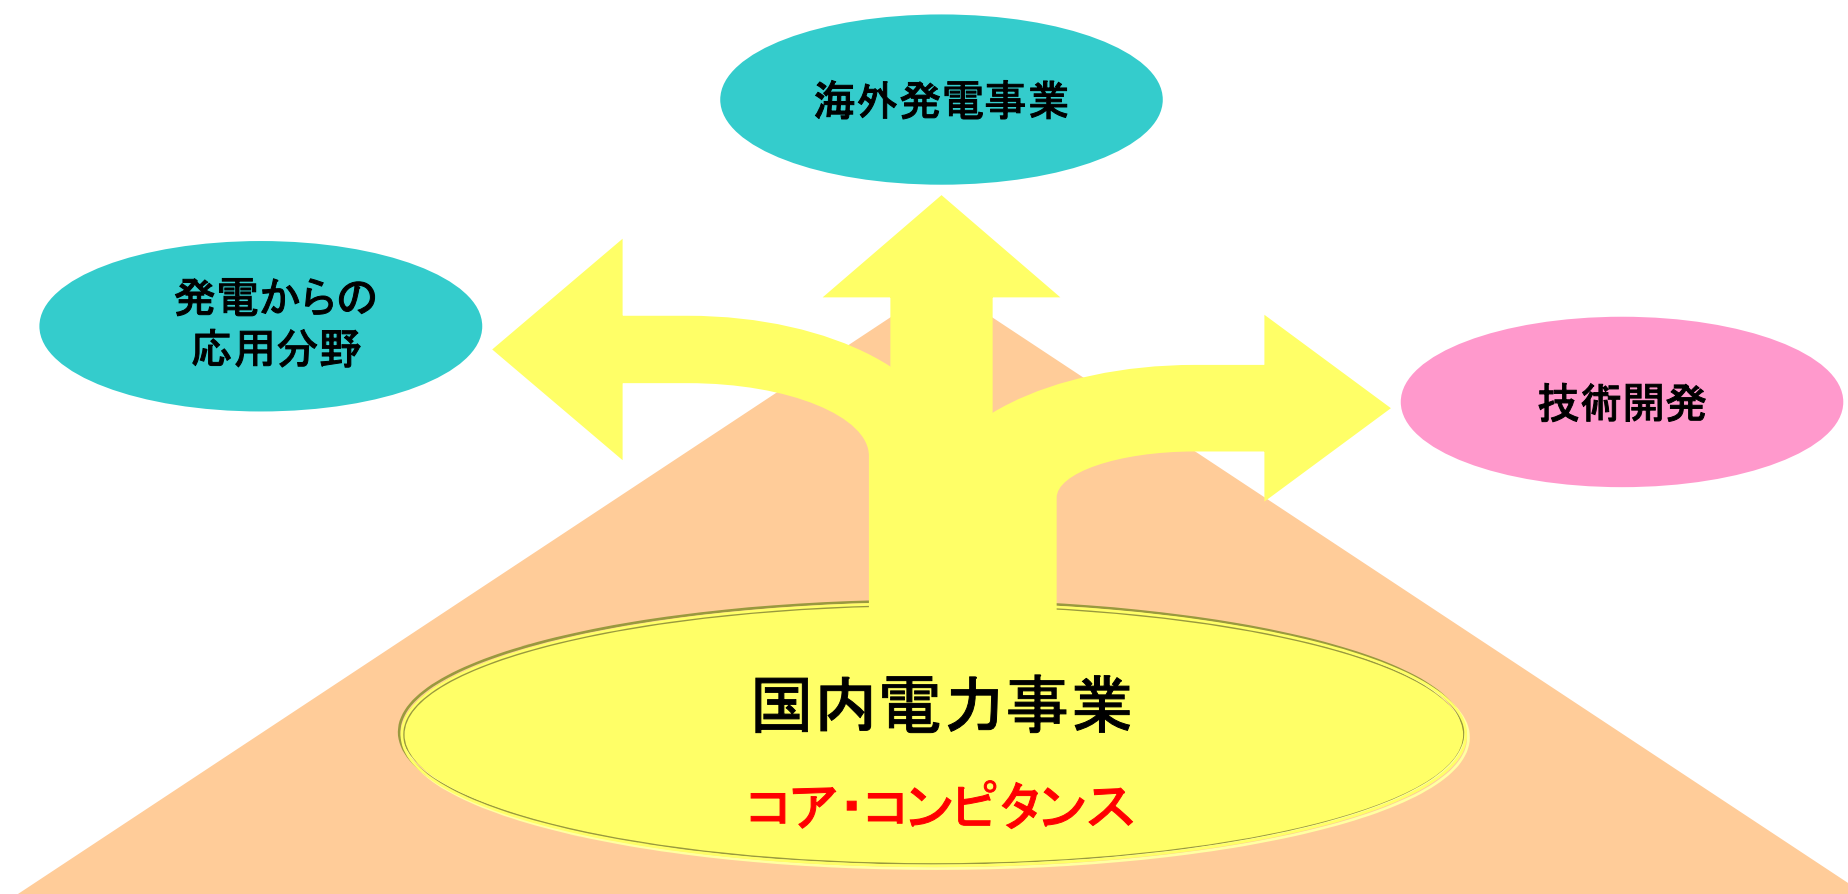 海外発電事業
発電からの
応用分野
技術開発
国内電力事業
コア・コンピタンス